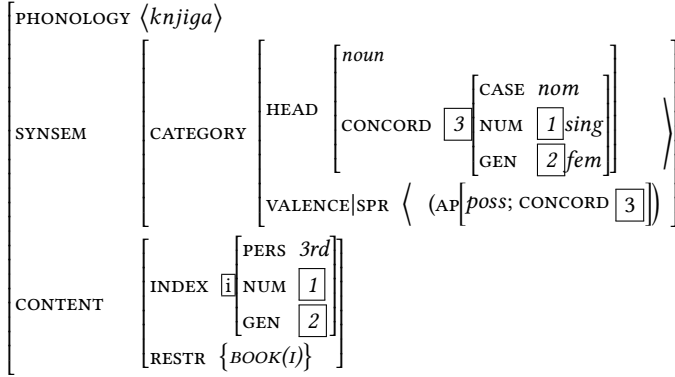 PHONOLOGY ⟨knjiga⟩
noun
CASE nom
HEAD
CONCORD 3 NUM 1 sing
SYNSEM CATEGORY
GEN 2 fem
VALENCE|SPR ⟨ (AP[poss; CONCORD 3]) ⟩
PERS 3rd
INDEX i NUM 1
CONTENT
GEN 2
RESTR {BOOK(I)}